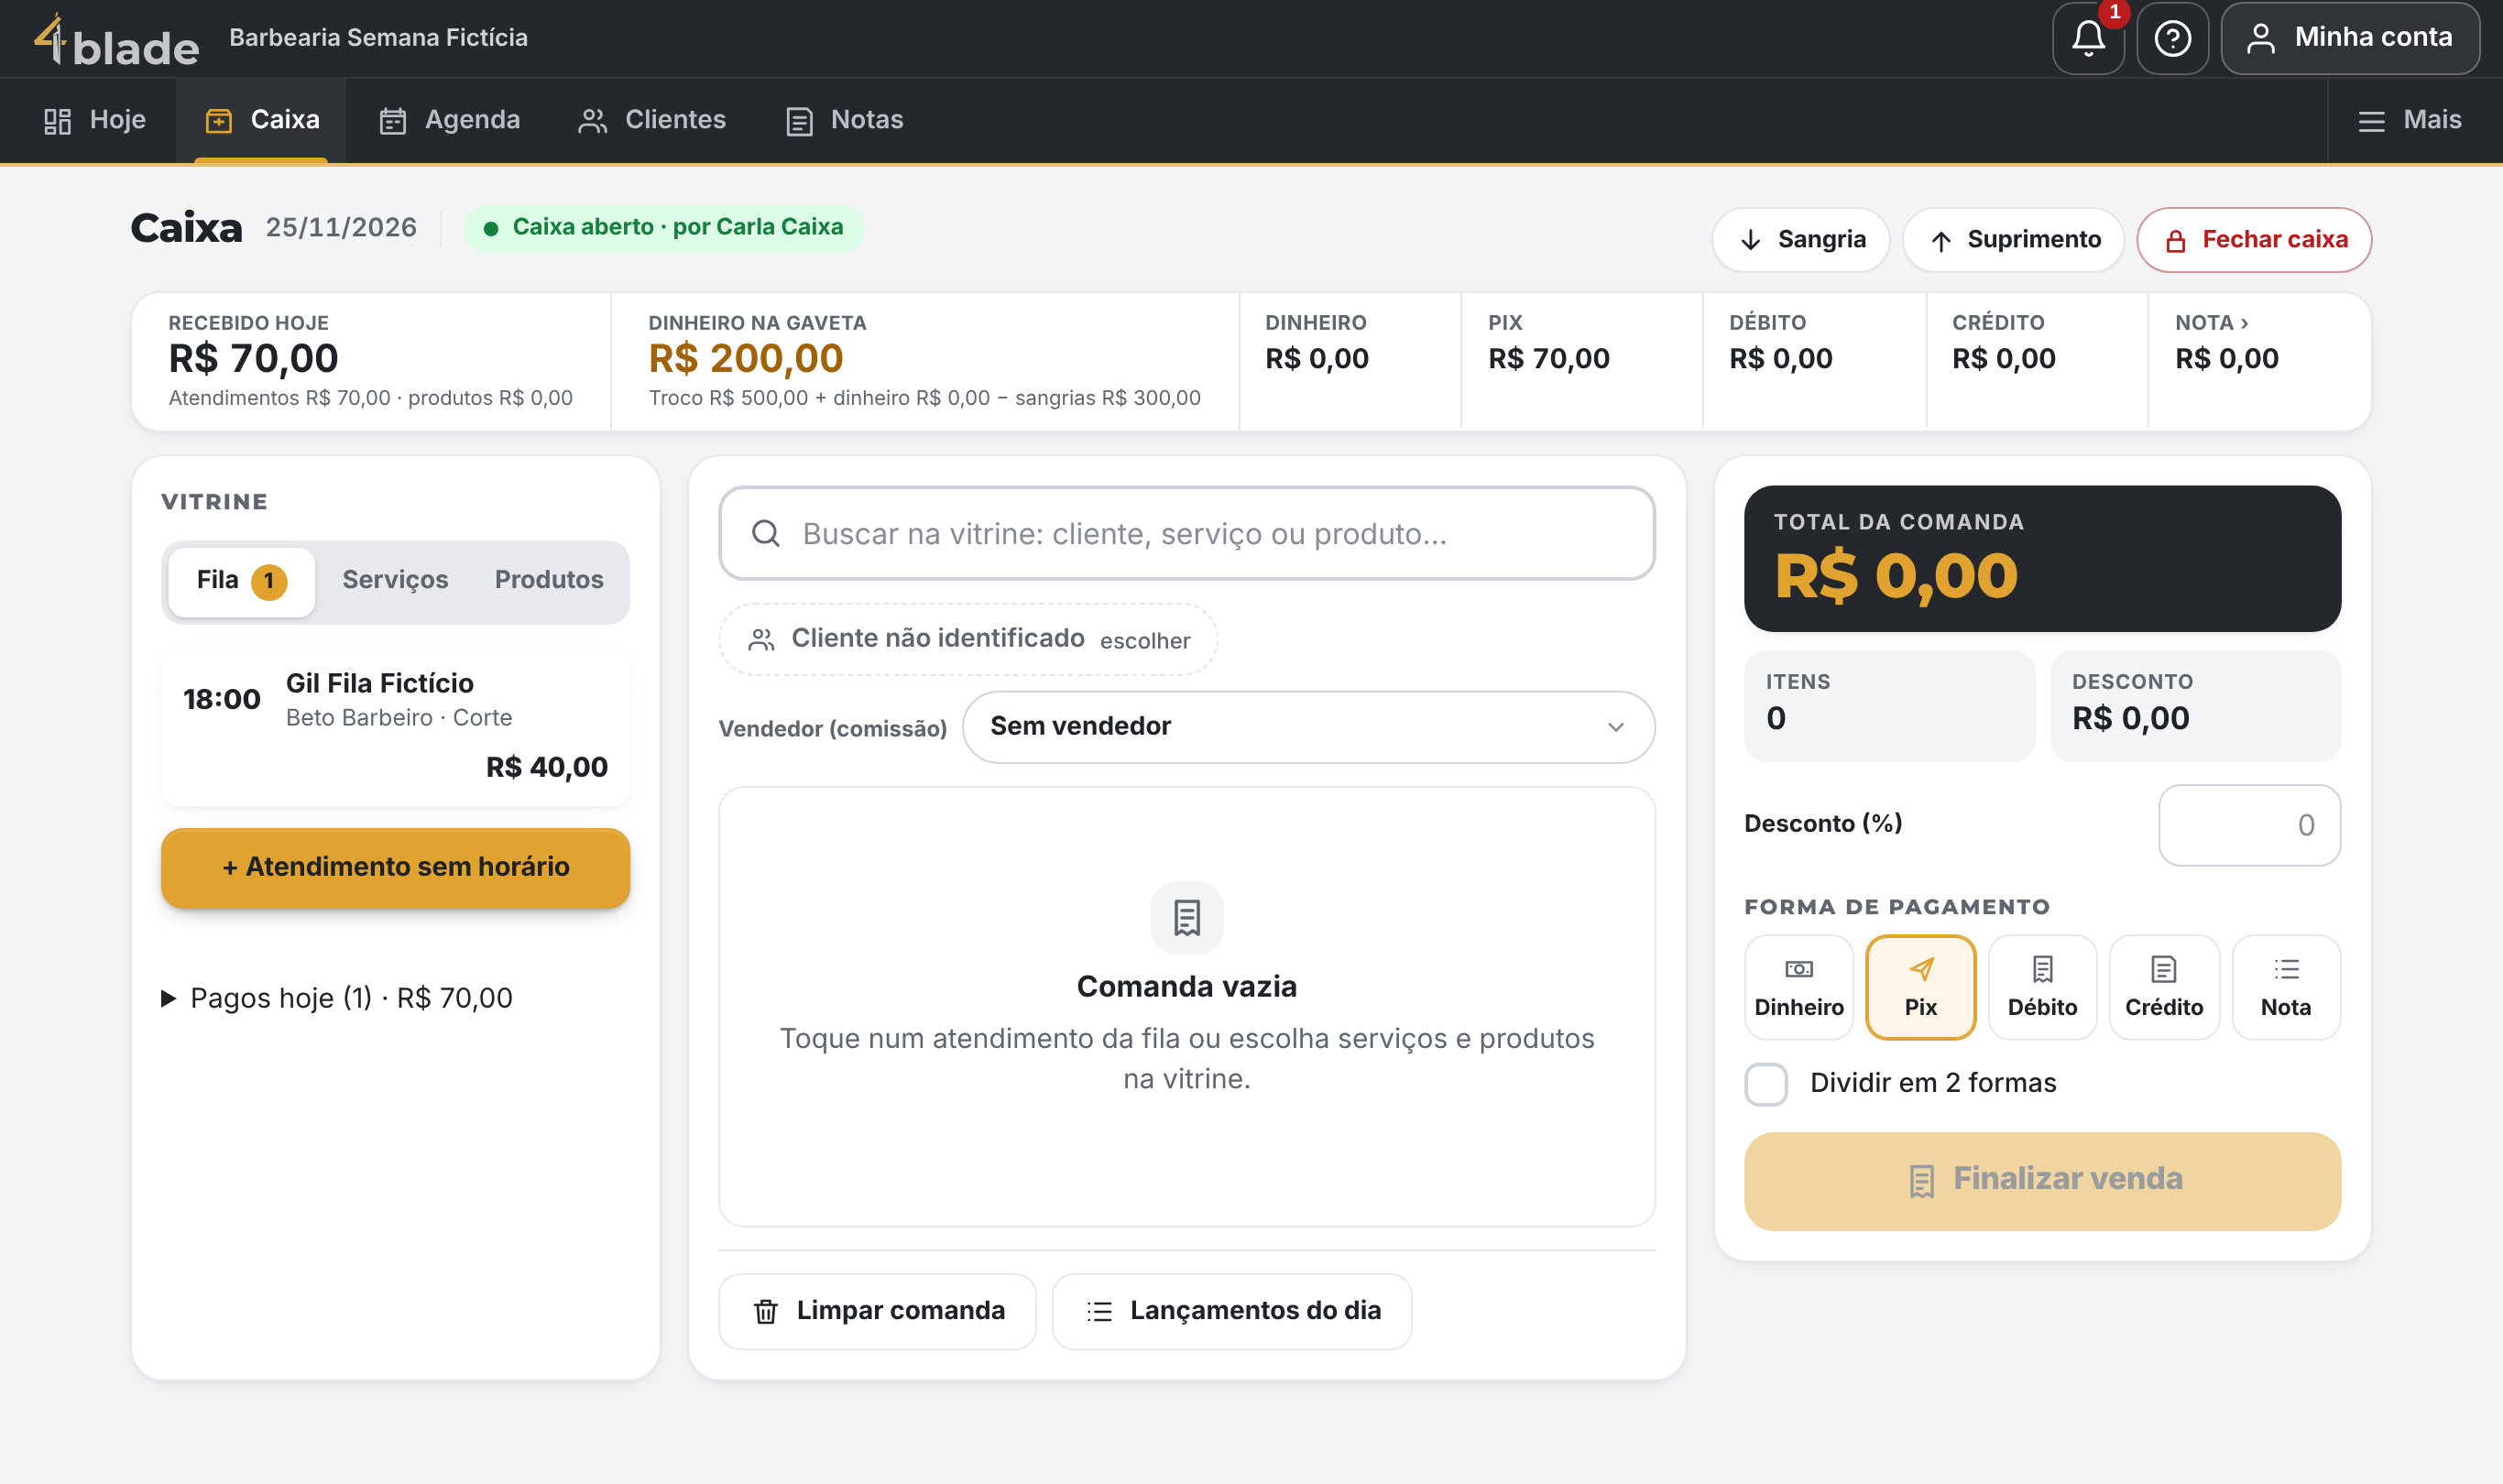 4blade
Barbearia Semana Fictícia
1
Minha conta
Hoje
Caixa
Agenda
Clientes
Notas
Mais
Caixa
25/11/2026
Caixa aberto · por Carla Caixa
Sangria
Suprimento
Fechar caixa
RECEBIDO HOJE
R$ 70,00
Atendimentos R$ 70,00 · produtos R$ 0,00
DINHEIRO NA GAVETA
R$ 200,00
Troco R$ 500,00 + dinheiro R$ 0,00 − sangrias R$ 300,00
DINHEIRO
R$ 0,00
PIX
R$ 70,00
DÉBITO
R$ 0,00
CRÉDITO
R$ 0,00
NOTA ›
R$ 0,00
VITRINE
Fila 1
Serviços
Produtos
18:00
Gil Fila Fictício
Beto Barbeiro · Corte
R$ 40,00
+ Atendimento sem horário
▶ Pagos hoje (1) · R$ 70,00
Buscar na vitrine: cliente, serviço ou produto...
Cliente não identificado escolher
Vendedor (comissão)
Sem vendedor
Comanda vazia
Toque num atendimento da fila ou escolha serviços e produtos
na vitrine.
Limpar comanda
Lançamentos do dia
TOTAL DA COMANDA
R$ 0,00
ITENS
0
DESCONTO
R$ 0,00
Desconto (%)
0
FORMA DE PAGAMENTO
Dinheiro
Pix
Débito
Crédito
Nota
Dividir em 2 formas
Finalizar venda